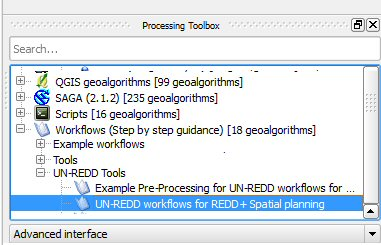 Processing Toolbox
Search...
QGIS geoalgorithms [99 geoalgorithms]
SAGA (2.1.2) [235 geoalgorithms]
Scripts [16 geoalgorithms]
Workflows (Step by step guidance) [18 geoalgorithms]
Example workflows
Tools
UN-REDD Tools
Example Pre-Processing for UN-REDD workflows for ...
UN-REDD workflows for REDD+ Spatial planning
Advanced interface